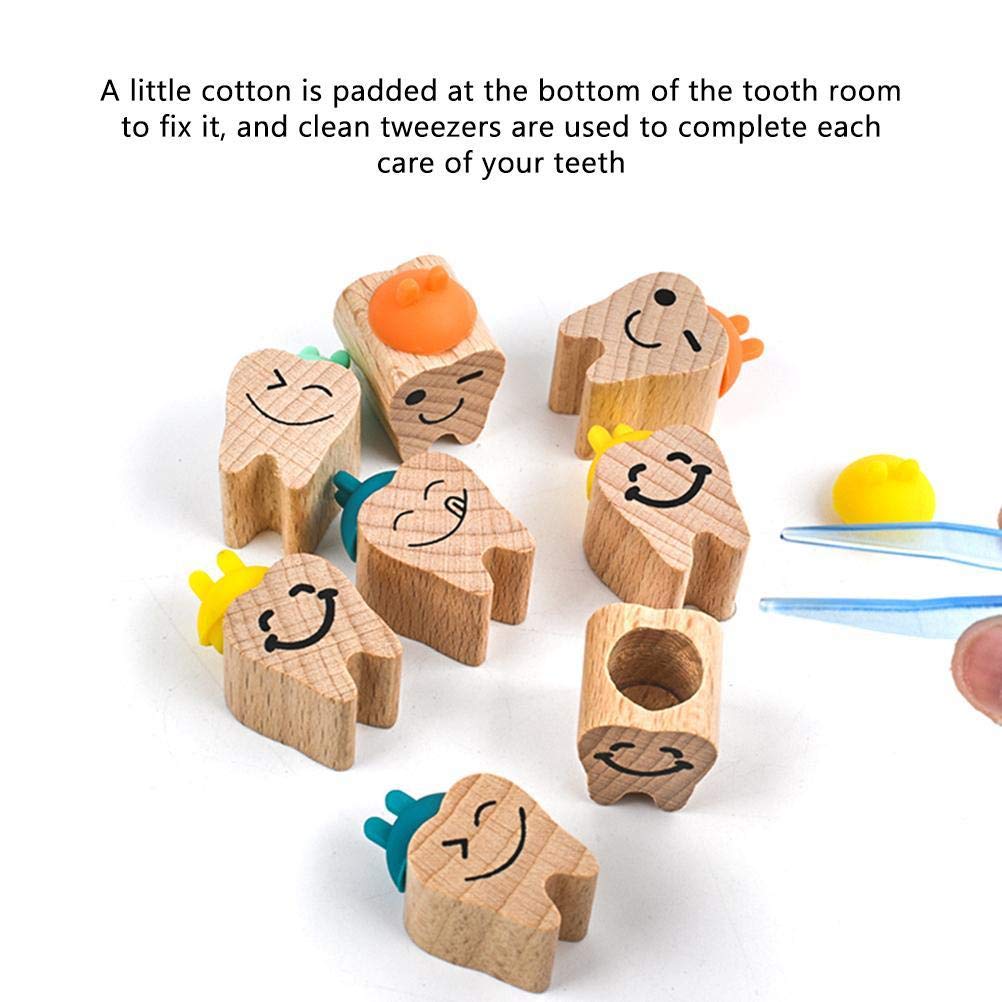 A little cotton is padded at the bottom of the tooth room
to fix it, and clean tweezers are used to complete each
care of your teeth